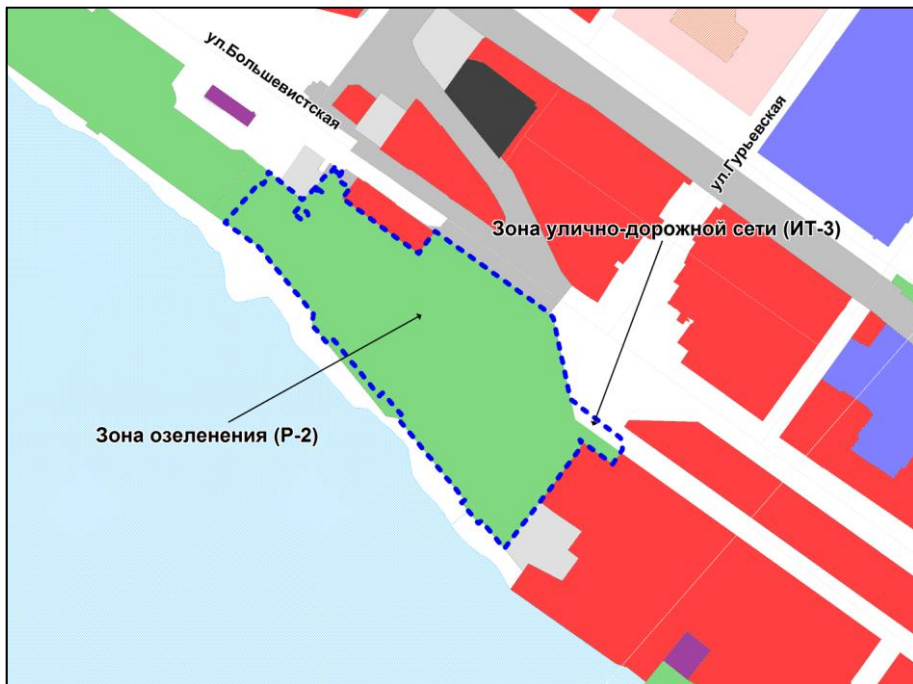 ул.Большевистская
ул.Гурьевская
Зона улично-дорожной сети (ИТ-3)
Зона озеленения (Р-2)